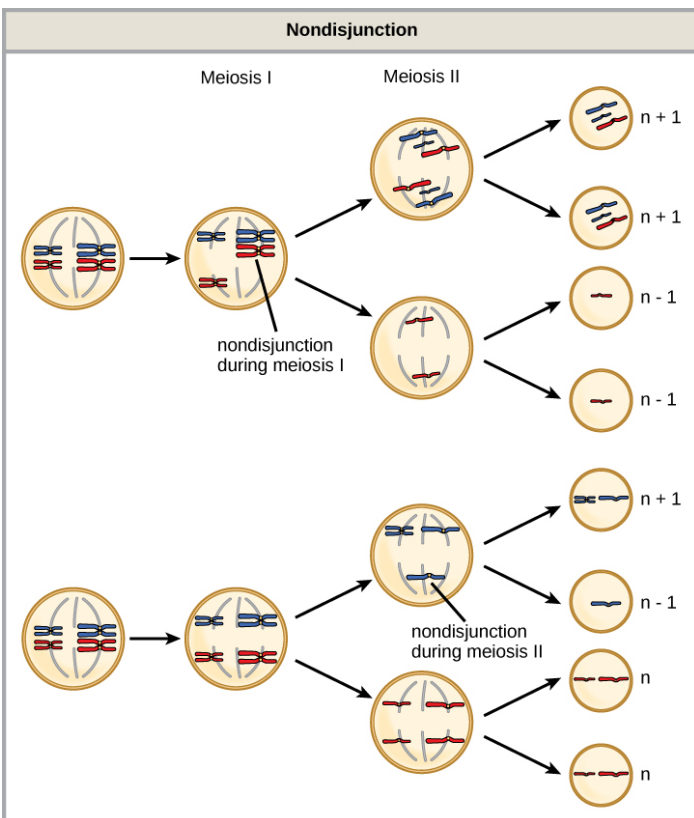 Nondisjunction
Meiosis I
Meiosis II
n + 1
n + 1
n - 1
nondisjunction
during meiosis I
n - 1
n + 1
n - 1
nondisjunction
during meiosis II
n
n